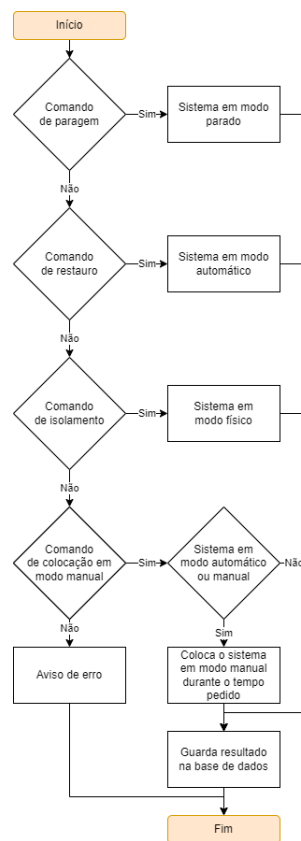 Início
Comando
de paragem
Sim
Sistema em modo
parado
Não
Comando
de restauro
Sim
Sistema em modo
automático
Não
Comando
de isolamento
Sim
Sistema em
modo físico
Não
Comando
de colocação em
modo manual
Sim
Sistema em
modo automático
ou manual
Não
Não
Sim
Aviso de erro
Coloca o sistema
em modo manual
durante o tempo
pedido
Guarda resultado
na base de dados
Fim